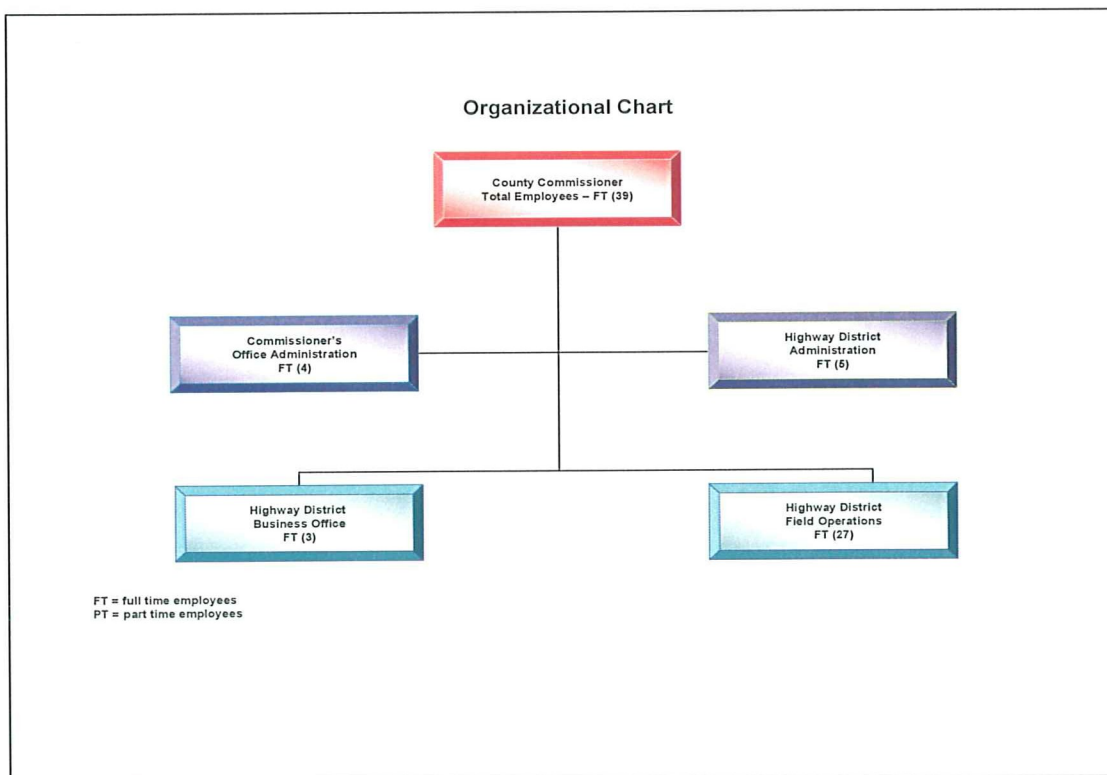 Organizational Chart
County Commissioner
Total Employees – FT (39)
Commissioner's
Office Administration
FT (4)
Highway District
Administration
FT (5)
Highway District
Business Office
FT (3)
Highway District
Field Operations
FT (27)
FT = full time employees
PT = part time employees